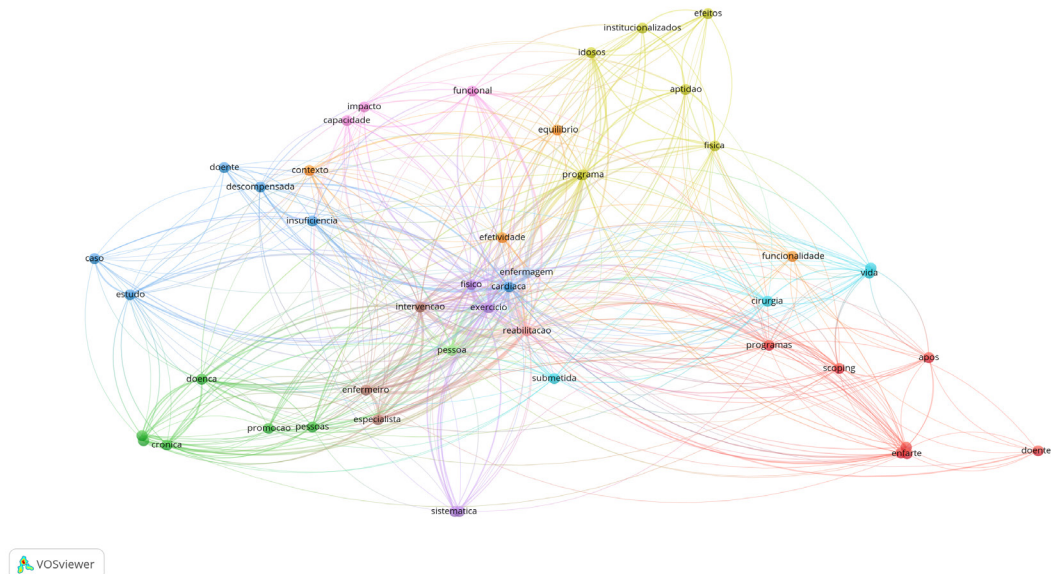 efeitos
institucionalizados
idosos
funcional
aptidao
impacto
capacidade
equilibrio
fisica
doente
contexto
programa
descompensada
insuficiencia
efetividade
caso
funcionalidade
enfermagem
vida
fisico
cardiaca
estudo
cirurgia
intervencao
exercicio
reabilitacao
programas
pessoa
apos
scoping
doenca
submetida
enfermeiro
especialista
promocao
pessoas
cronica
doente
enfarte
sistematica
VOSviewer